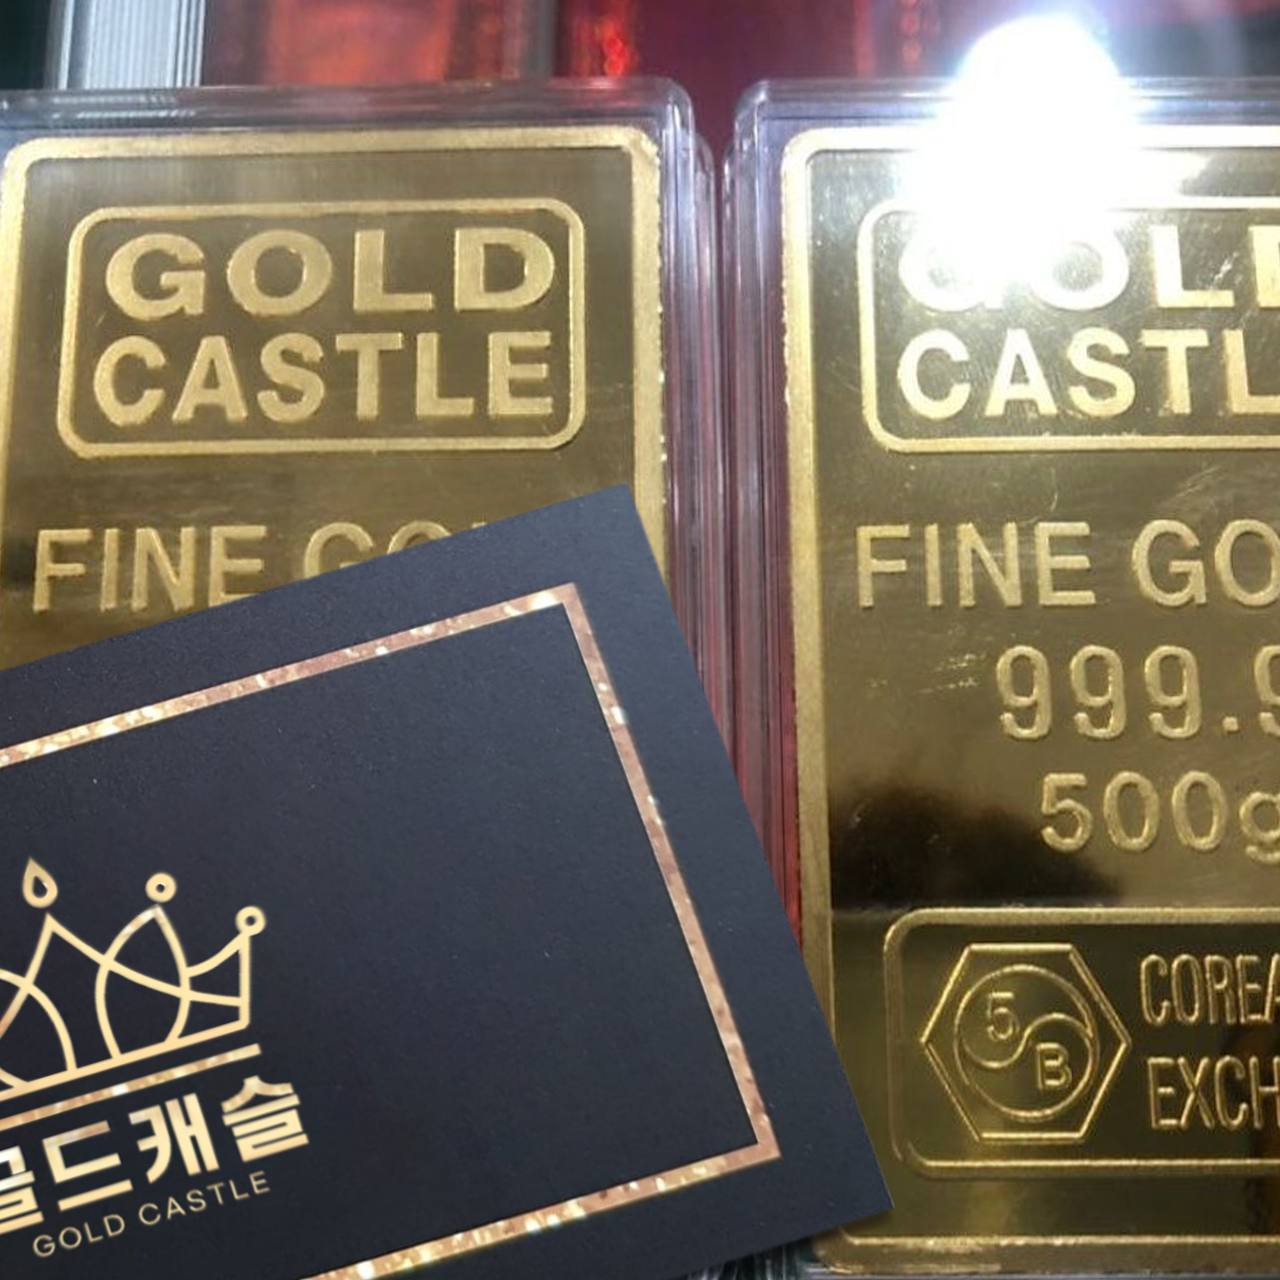 GOLD
CASTLE
FINE GO
GOLD
CASTL
FINE GO
999.9
500g
5
B
COREA
EXCH
골드캐슬
GOLD CASTLE